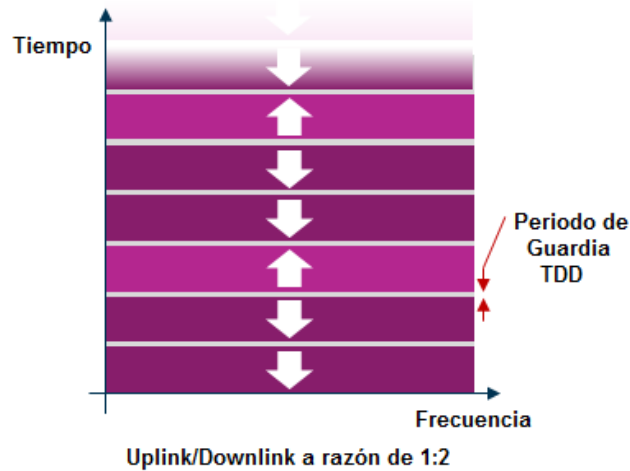 Tiempo
Periodo de
Guardia
TDD
Frecuencia
Uplink/Downlink a razón de 1:2